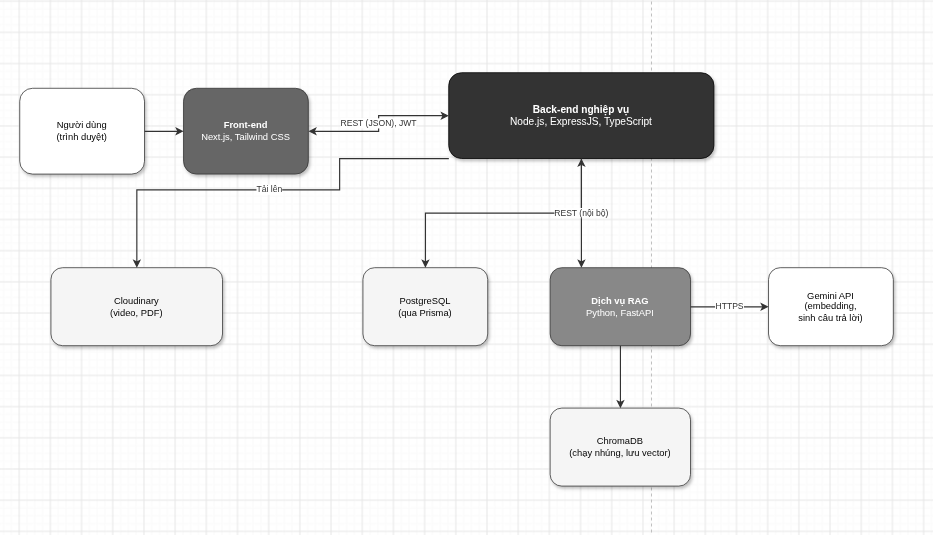 Người dùng
(trình duyệt)
Front-end
Next.js, Tailwind CSS
REST (JSON), JWT
Back-end nghiệp vụ
Node.js, ExpressJS, TypeScript
Tải lên
REST (nội bộ)
Cloudinary
(video, PDF)
PostgreSQL
(qua Prisma)
Dịch vụ RAG
Python, FastAPI
HTTPS
Gemini API
(embedding,
sinh câu trả lời)
ChromaDB
(chạy nhúng, lưu vector)